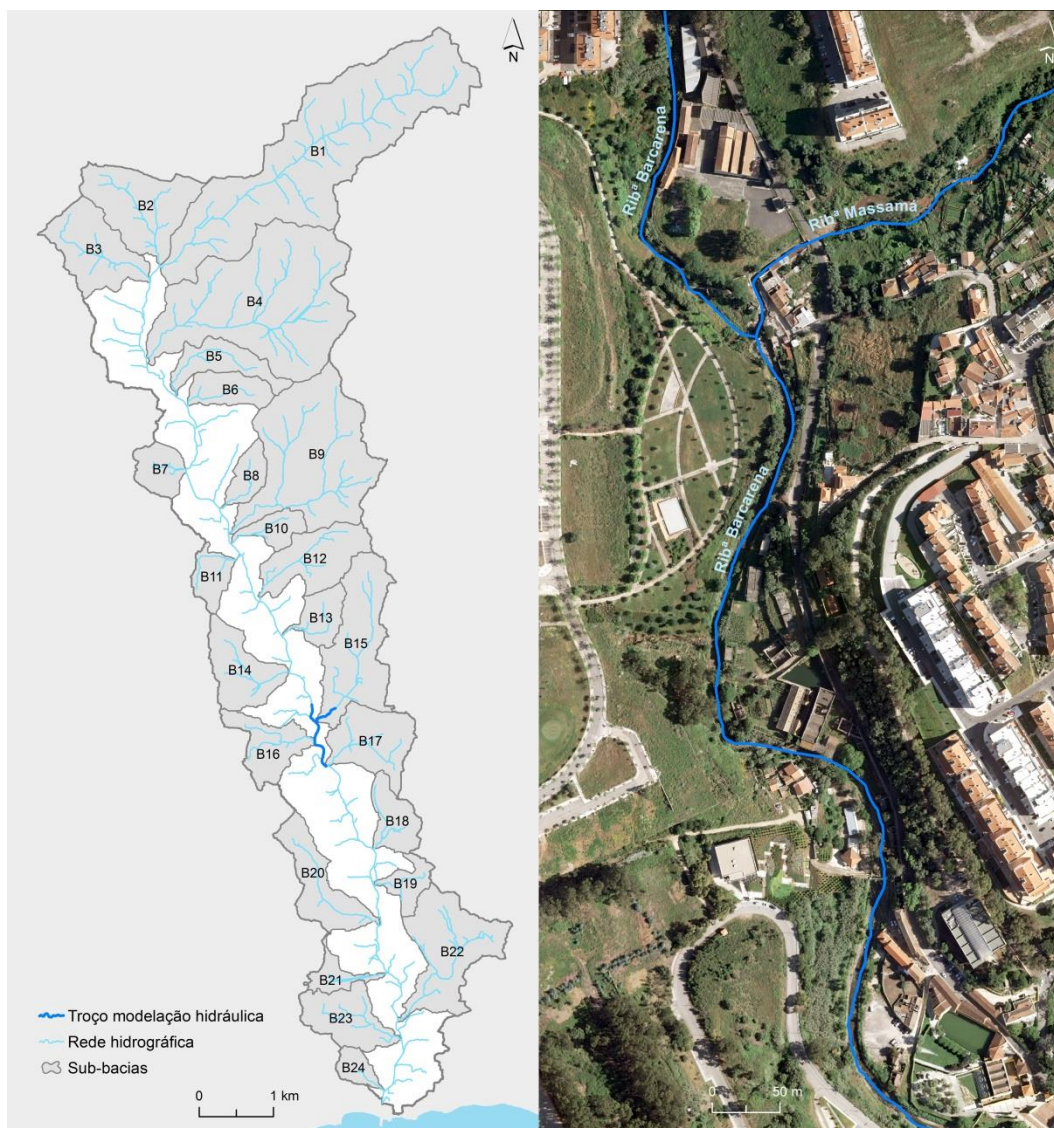 N
B1
B2
B3
B4
B5
B6
B7
B8
B9
B10
B11
B12
B13
B14
B15
B16
B17
B18
B19
B20
B21
B22
B23
B24
Troço modelação hidráulica
Rede hidrográfica
Sub-bacias
0 1 km
N
Ribª Barcarena
Ribª Massamá
Ribª Barcarena
0 50 m